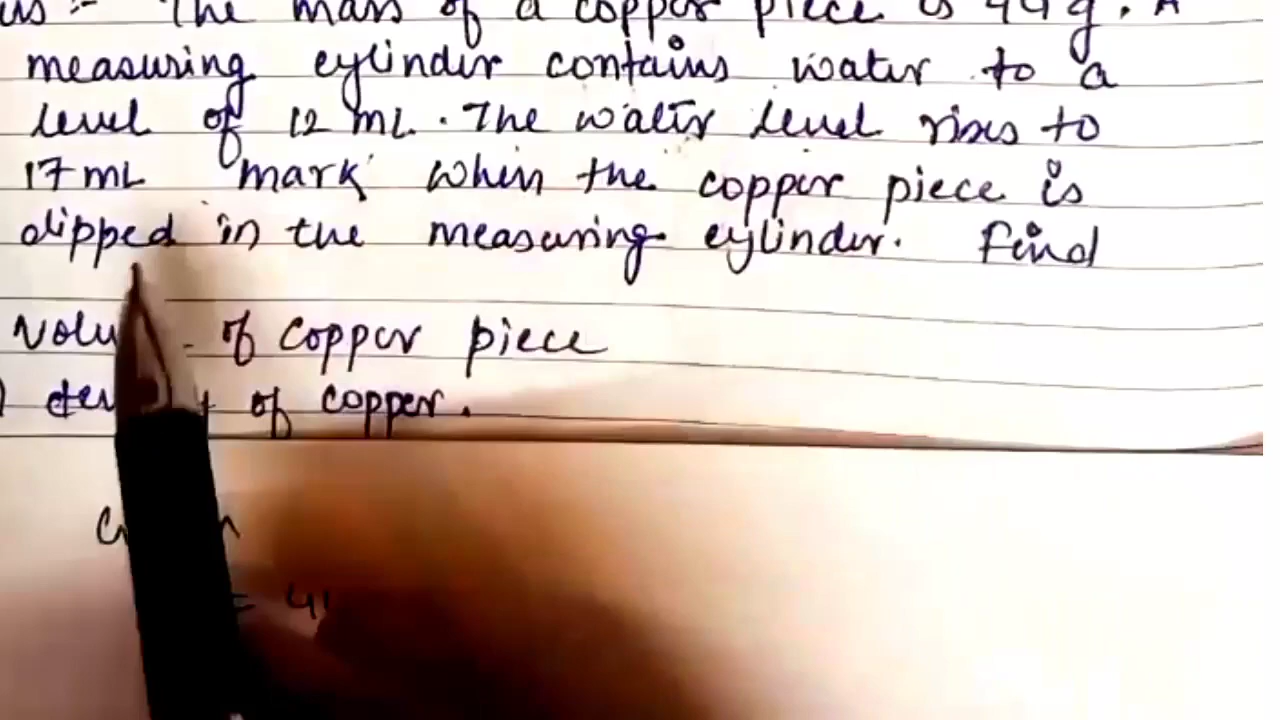 The mass of a copper piece is 44 g. A
measuring cylinder contains water to a
level of 12 mL. The water level rises to
17 mL mark when the copper piece is
dipped in the measuring cylinder. Find
of copper piece
of copper.